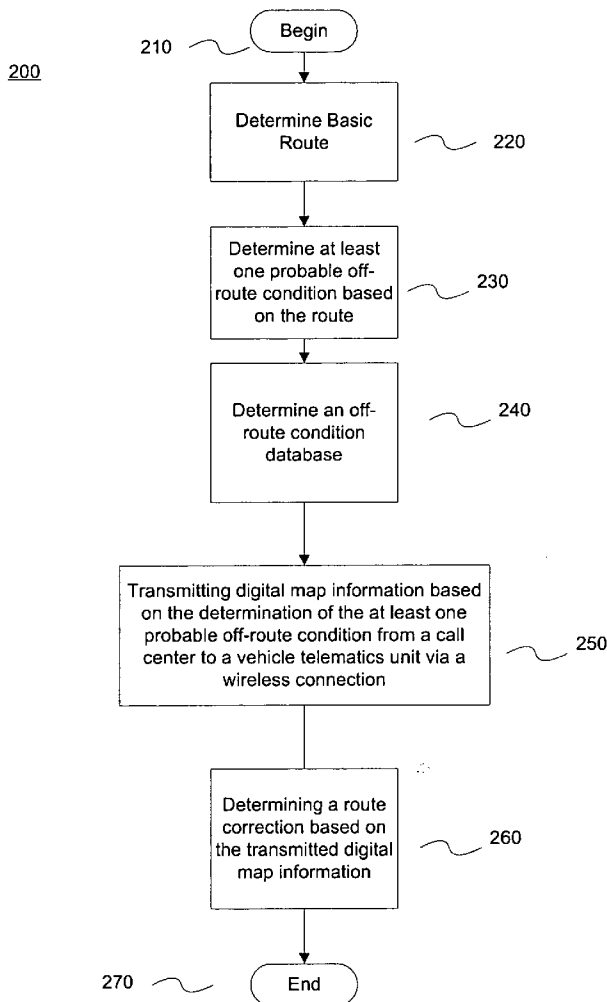 Begin
210
200
Determine Basic
Route
220
Determine at least
one probable off-
route condition based
on the route
230
Determine an off-
route condition
database
240
Transmitting digital map information based
on the determination of the at least one
probable off-route condition from a call
center to a vehicle telematics unit via a
wireless connection
250
Determining a route
correction based on
the transmitted digital
map information
260
270
End